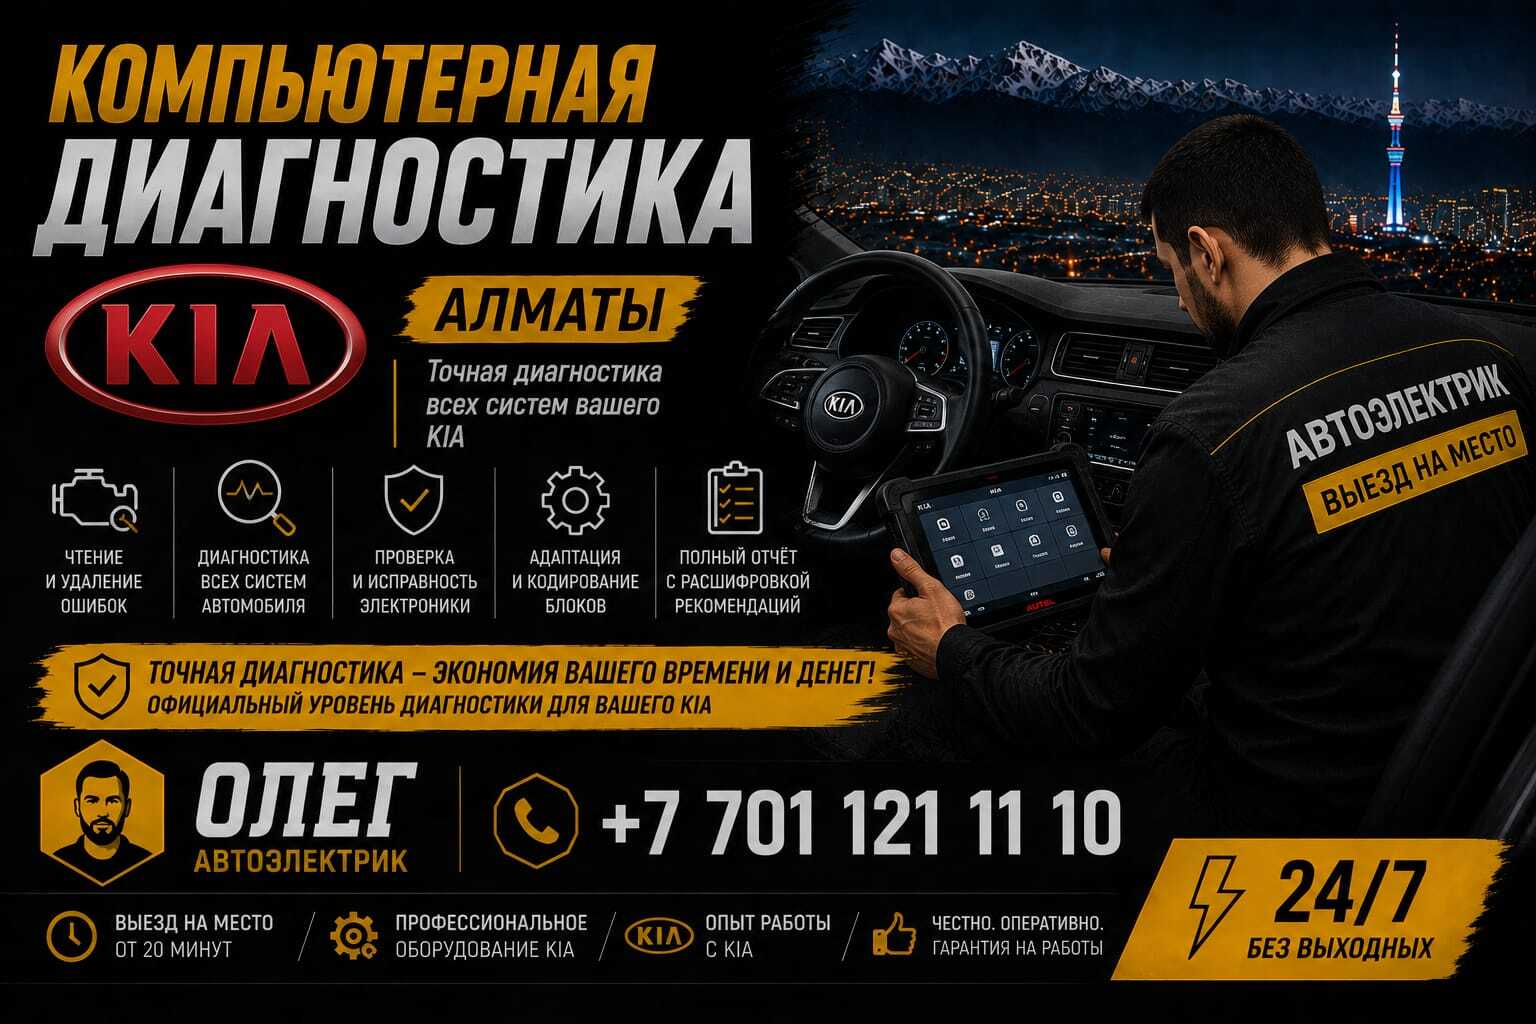 КОМПЬЮТЕРНАЯ
ДИАГНОСТИКА
KIA
АЛМАТЫ
Точная диагностика
всех систем вашего
KIA
ЧТЕНИЕ
И УДАЛЕНИЕ
ОШИБОК
ДИАГНОСТИКА
ВСЕХ СИСТЕМ
АВТОМОБИЛЯ
ПРОВЕРКА
И ИСПРАВНОСТЬ
ЭЛЕКТРОНИКИ
АДАПТАЦИЯ
И КОДИРОВАНИЕ
БЛОКОВ
ПОЛНЫЙ ОТЧЁТ
С РАСШИФРОВКОЙ
РЕКОМЕНДАЦИЙ
KIA
KIA
AUTEL
АВТОЭЛЕКТРИК
ВЫЕЗД НА МЕСТО
ТОЧНАЯ ДИАГНОСТИКА – ЭКОНОМИЯ ВАШЕГО ВРЕМЕНИ И ДЕНЕГ!
ОФИЦИАЛЬНЫЙ УРОВЕНЬ ДИАГНОСТИКИ ДЛЯ ВАШЕГО KIA
ОЛЕГ
АВТОЭЛЕКТРИК
+7 701 121 11 10
ВЫЕЗД НА МЕСТО
ОТ 20 МИНУТ
ПРОФЕССИОНАЛЬНОЕ
ОБОРУДОВАНИЕ KIA
KIA
ОПЫТ РАБОТЫ
С KIA
ЧЕСТНО. ОПЕРАТИВНО.
ГАРАНТИЯ НА РАБОТЫ
24/7
БЕЗ ВЫХОДНЫХ